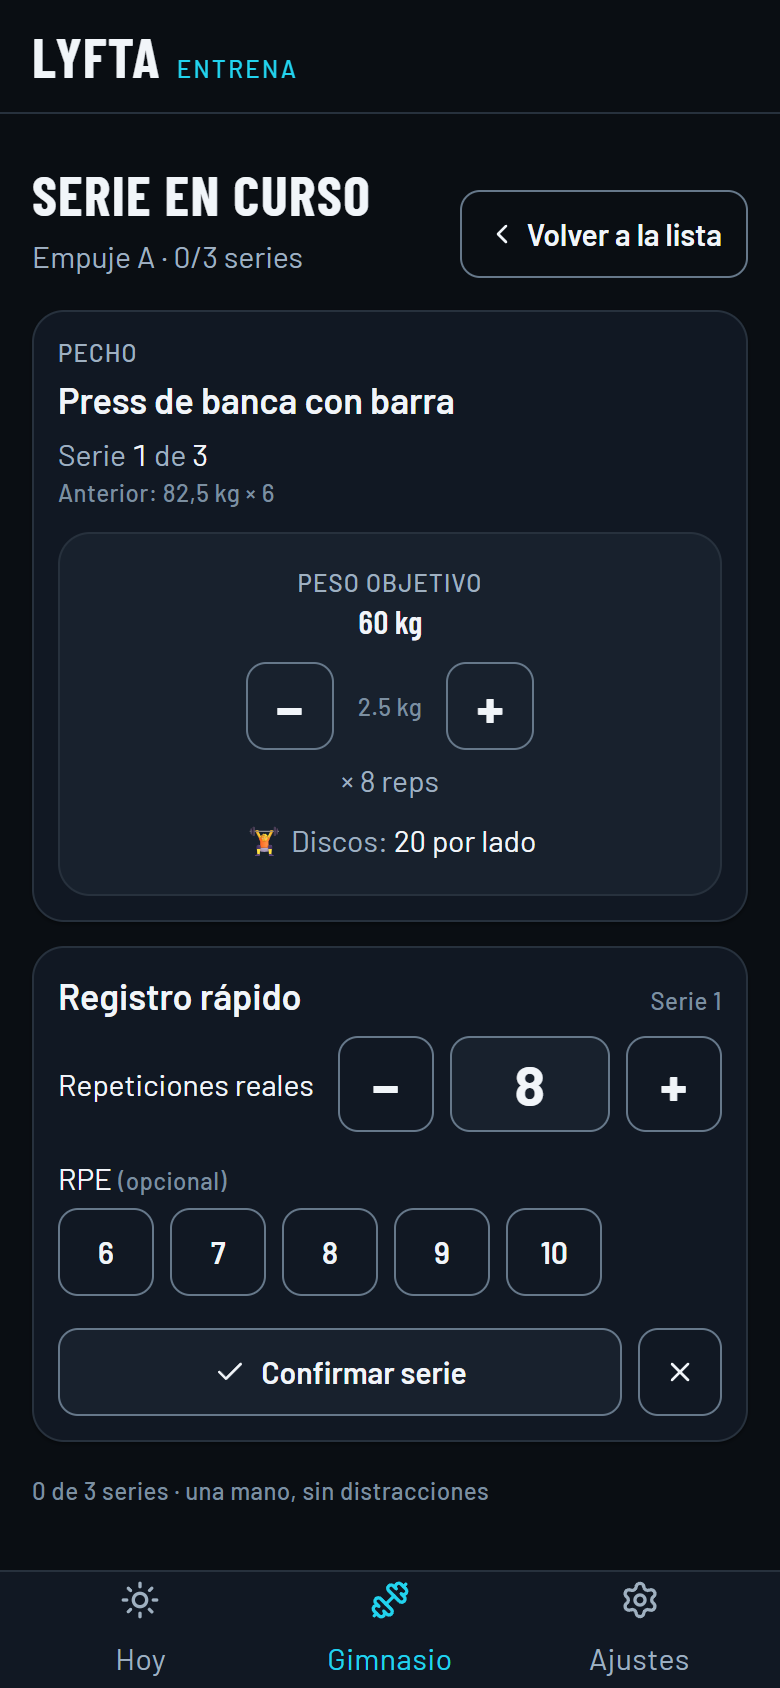 LYFTA ENTRENA
SERIE EN CURSO
Empuje A · 0/3 series
Volver a la lista
PECHO
Press de banca con barra
Serie 1 de 3
Anterior: 82,5 kg × 6
PESO OBJETIVO
60 kg
− 2.5 kg +
× 8 reps
Discos: 20 por lado
Registro rápido
Serie 1
Repeticiones reales − 8 +
RPE (opcional)
6 7 8 9 10
Confirmar serie
0 de 3 series · una mano, sin distracciones
Hoy Gimnasio Ajustes